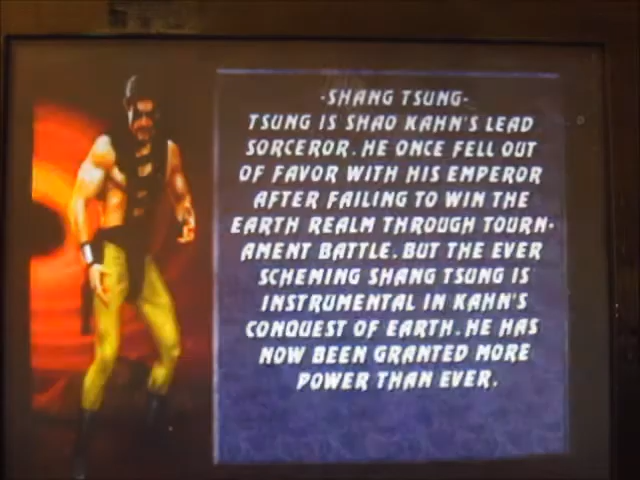 -SHANG TSUNG-
TSUNG IS SHAO KAHN'S LEAD
SORCEROR. HE ONCE FELL OUT
OF FAVOR WITH HIS EMPEROR
AFTER FAILING TO WIN THE
EARTH REALM THROUGH TOURN-
AMENT BATTLE. BUT THE EVER
SCHEMING SHANG TSUNG IS
INSTRUMENTAL IN KAHN'S
CONQUEST OF EARTH. HE HAS
NOW BEEN GRANTED MORE
POWER THAN EVER.